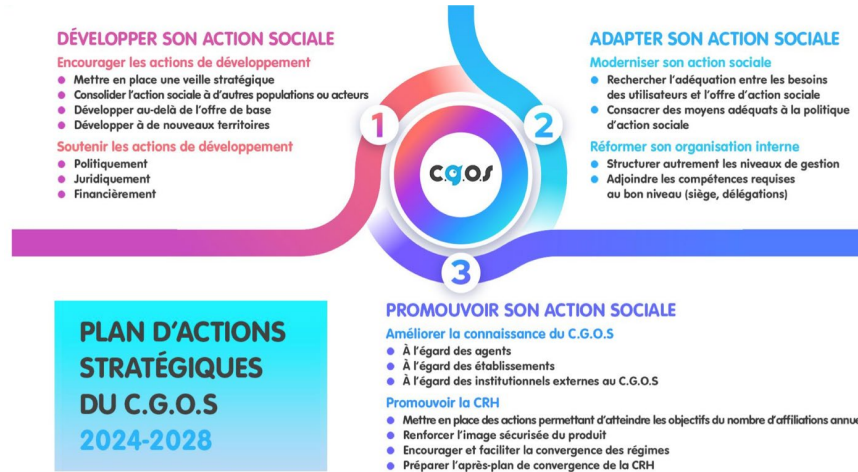 DÉVELOPPER SON ACTION SOCIALE
Encourager les actions de développement
Mettre en place une veille stratégique
Consolider l'action sociale à d'autres populations ou acteurs
Développer au-delà de l'offre de base
Développer à de nouveaux territoires
Soutenir les actions de développement
Politiquement
Juridiquement
Financièrement
1
c.g.o.s
2
3
ADAPTER SON ACTION SOCIALE
Moderniser son action sociale
Rechercher l'adéquation entre les besoins
des utilisateurs et l'offre d'action sociale
Consacrer des moyens adéquats à la politique
d'action sociale
Réformer son organisation interne
Structurer autrement les niveaux de gestion
Adjoindre les compétences requises
au bon niveau (siège, délégations)
PLAN D'ACTIONS
STRATÉGIQUES
DU C.G.O.S
2024-2028
PROMOUVOIR SON ACTION SOCIALE
Améliorer la connaissance du C.G.O.S
À l'égard des agents
À l'égard des établissements
À l'égard des institutionnels externes au C.G.O.S
Promouvoir la CRH
Mettre en place des actions permettant d'atteindre les objectifs du nombre d'affiliations
Renforcer l'image sécurisée du produit
Encourager et faciliter la convergence des régimes
Préparer l'après-plan de convergence de la CRH